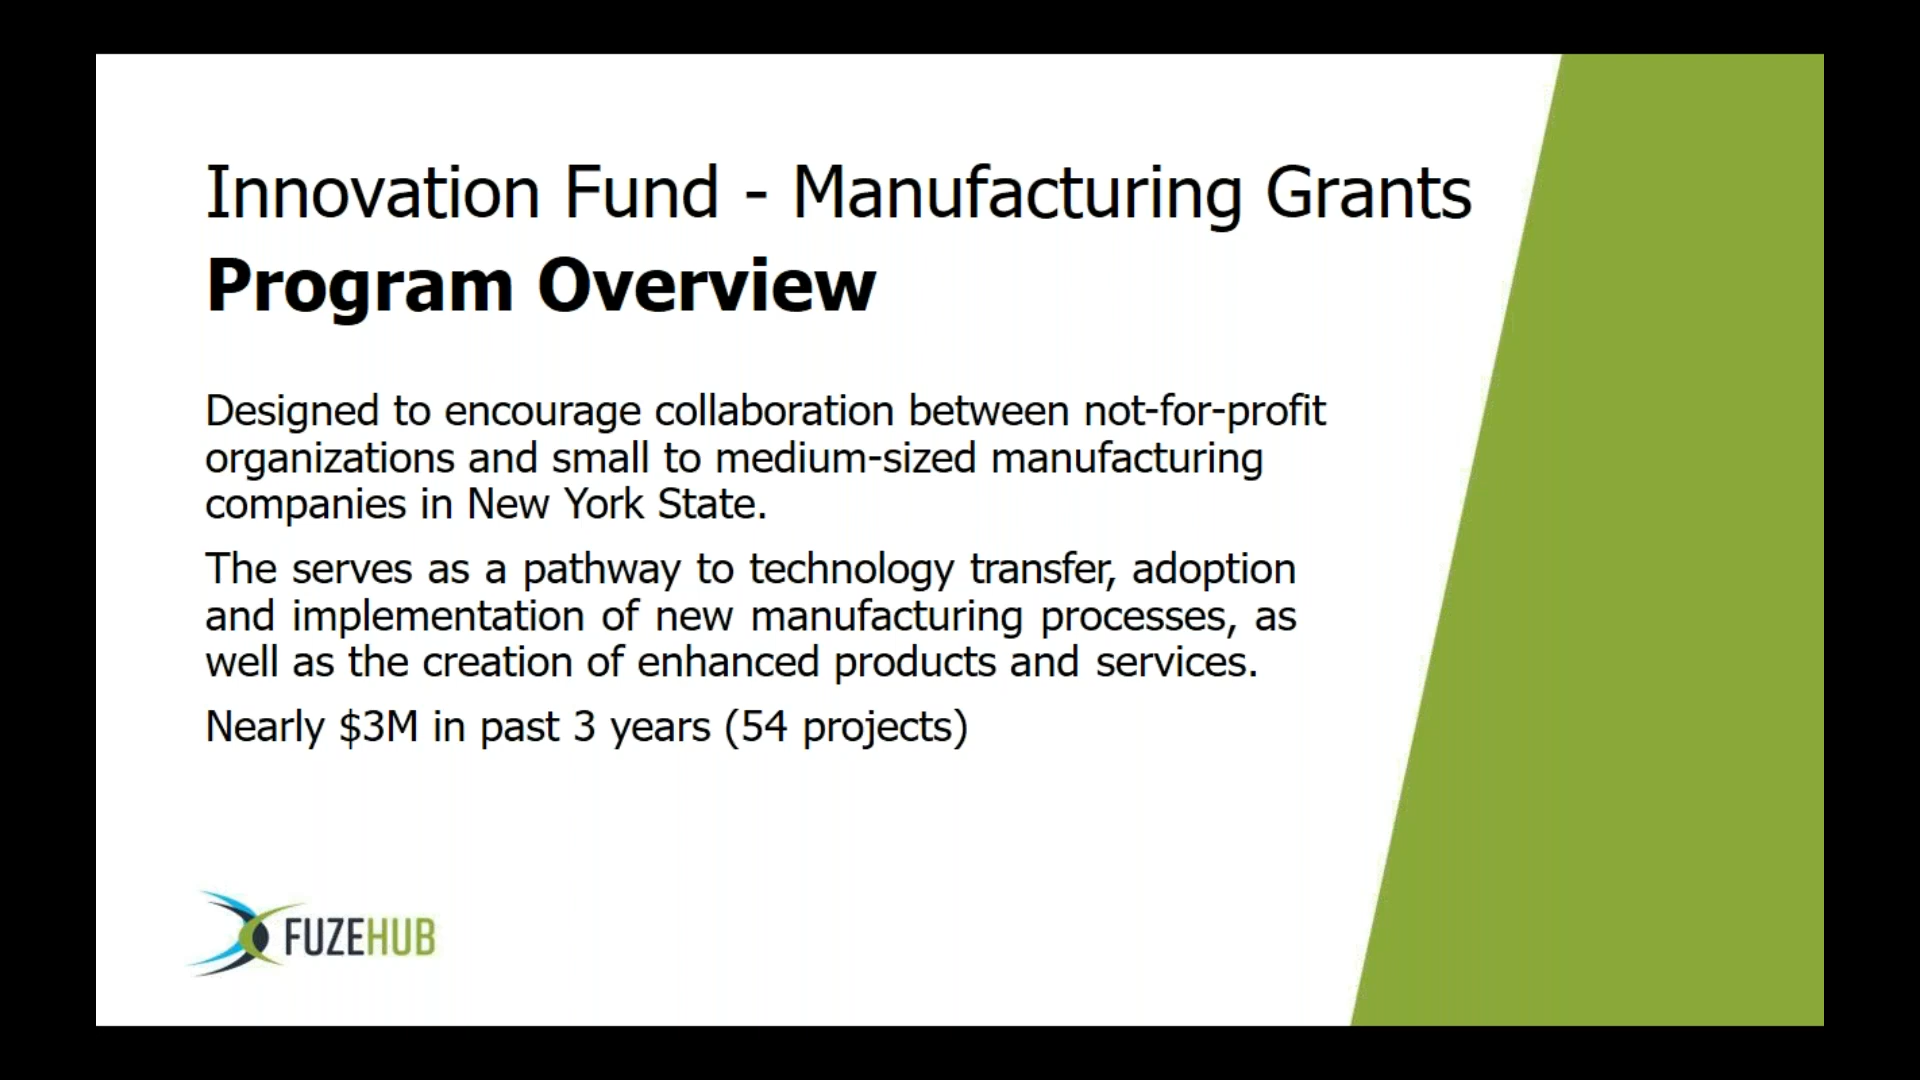 Innovation Fund - Manufacturing Grants
Program Overview
Designed to encourage collaboration between not-for-profit
organizations and small to medium-sized manufacturing
companies in New York State.
The serves as a pathway to technology transfer, adoption
and implementation of new manufacturing processes, as
well as the creation of enhanced products and services.
Nearly $3M in past 3 years (54 projects)
FUZEHUB